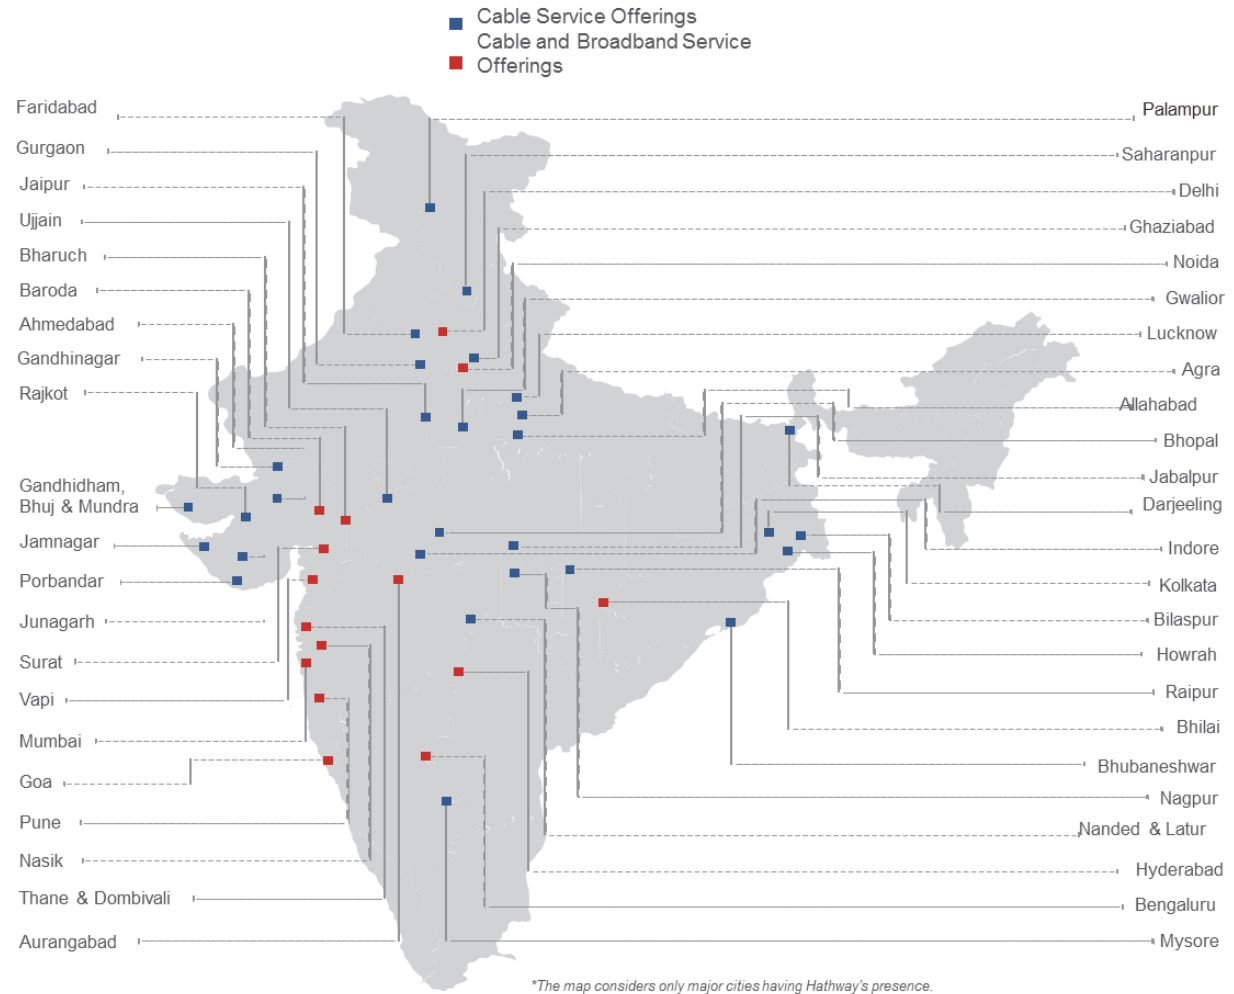 Cable Service Offerings
Cable and Broadband Service
Offerings
Faridabad
Gurgaon
Jaipur
Ujjain
Bharuch
Baroda
Ahmedabad
Gandhinagar
Rajkot
Gandhidham,
Bhuj & Mundra
Jamnagar
Porbandar
Junagarh
Surat
Vapi
Mumbai
Goa
Pune
Nasik
Thane & Dombivali
Aurangabad
Palampur
Saharanpur
Delhi
Ghaziabad
Noida
Gwalior
Lucknow
Agra
Allahabad
Bhopal
Jabalpur
Darjeeling
Indore
Kolkata
Bilaspur
Howrah
Raipur
Bhilai
Bhubaneshwar
Nagpur
Nanded & Latur
Hyderabad
Bengaluru
Mysore
*The map considers only major cities having Hathway's presence.